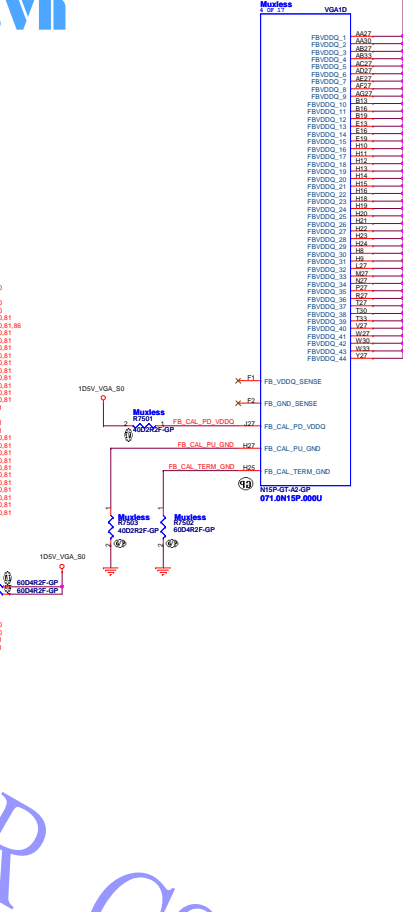 Muxless
4 OF 17
VGA1D
FBVDDQ_1 AA27
FBVDDQ_2 AA30
FBVDDQ_3 AB27
FBVDDQ_4 AB33
FBVDDQ_5 AC27
FBVDDQ_6 AD27
FBVDDQ_7 AE27
FBVDDQ_8 AF27
FBVDDQ_9 AG27
FBVDDQ_10 B13
FBVDDQ_11 B16
FBVDDQ_12 B19
FBVDDQ_13 E13
FBVDDQ_14 E16
FBVDDQ_15 E19
FBVDDQ_16 H10
FBVDDQ_17 H11
FBVDDQ_18 H12
FBVDDQ_19 H13
FBVDDQ_20 H14
FBVDDQ_21 H15
FBVDDQ_22 H16
FBVDDQ_23 H18
FBVDDQ_24 H19
FBVDDQ_25 H20
FBVDDQ_26 H21
FBVDDQ_27 H22
FBVDDQ_28 H23
FBVDDQ_29 H24
FBVDDQ_30 H8
FBVDDQ_31 H9
FBVDDQ_32 L27
FBVDDQ_33 M27
FBVDDQ_34 N27
FBVDDQ_35 P27
FBVDDQ_36 R27
FBVDDQ_37 T27
FBVDDQ_38 T30
FBVDDQ_39 T33
FBVDDQ_40 V27
FBVDDQ_41 W27
FBVDDQ_42 W30
FBVDDQ_43 W33
FBVDDQ_44 Y27
F1 FB_VDDQ_SENSE
F2 FB_GND_SENSE
1D5V_VGA_S0
Muxless
R7501
2 1 FB_CAL_PD_VDDQ J27 FB_CAL_PD_VDDQ
40D2R2F-GP
FB_CAL_PU_GND H27 FB_CAL_PU_GND
FB_CAL_TERM_GND H25 FB_CAL_TERM_GND
N15P-GT-A2-GP
071.0N15P.000U
1 1
Muxless Muxless
R7503 R7502
40D2R2F-GP 60D4R2F-GP
2 2
1D5V_VGA_S0
60D4R2F-GP
60D4R2F-GP